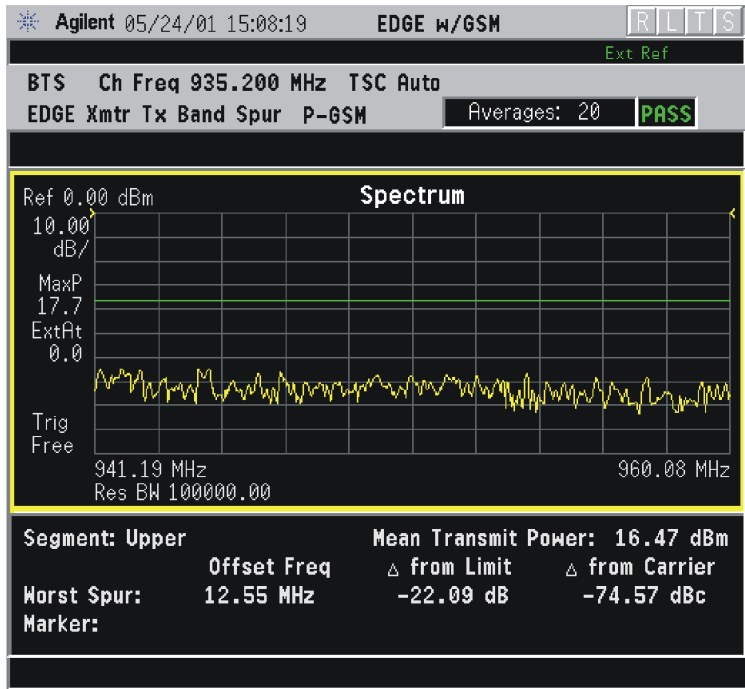 Agilent 05/24/01 15:08:19 EDGE w/GSM R L T S
Ext Ref
BTS Ch Freq 935.200 MHz TSC Auto
EDGE Xmtr Tx Band Spur P-GSM Averages: 20 PASS
Ref 0.00 dBm Spectrum
10.00
dB/
MaxP
17.7
ExtAt
0.0
Trig
Free
941.19 MHz 960.08 MHz
Res BW 100000.00
Segment: Upper Mean Transmit Power: 16.47 dBm
Offset Freq △ from Limit △ from Carrier
Worst Spur: 12.55 MHz -22.09 dB -74.57 dBc
Marker: